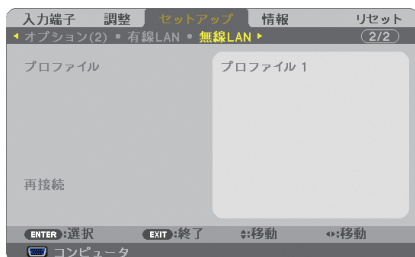 入力端子 調整 セットアップ 情報 リセット
オプション(2) • 有線LAN • 無線LAN 2/2
プロファイル プロファイル 1
再接続
ENTER :選択 EXIT :終了 :移動 :移動
コンピュータ